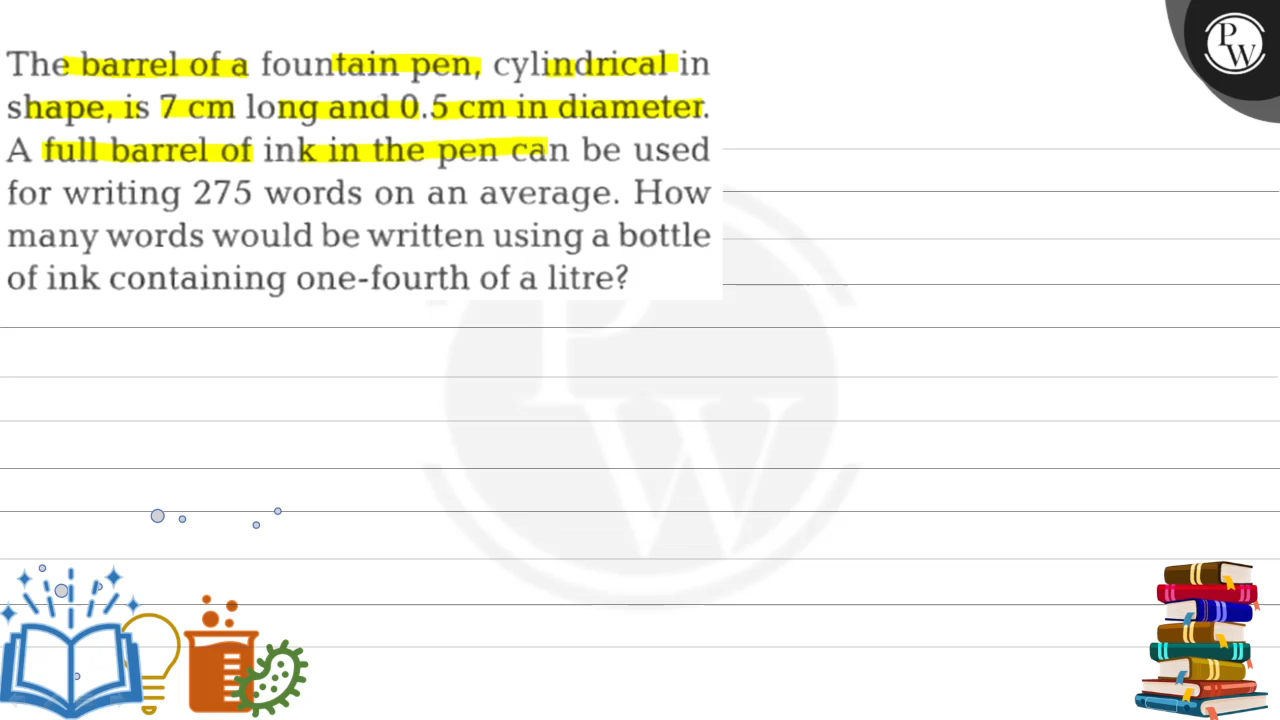 The barrel of a fountain pen, cylindrical in
shape, is 7 cm long and 0.5 cm in diameter.
A full barrel of ink in the pen can be used
for writing 275 words on an average. How
many words would be written using a bottle
of ink containing one-fourth of a litre?
P
W
P
W